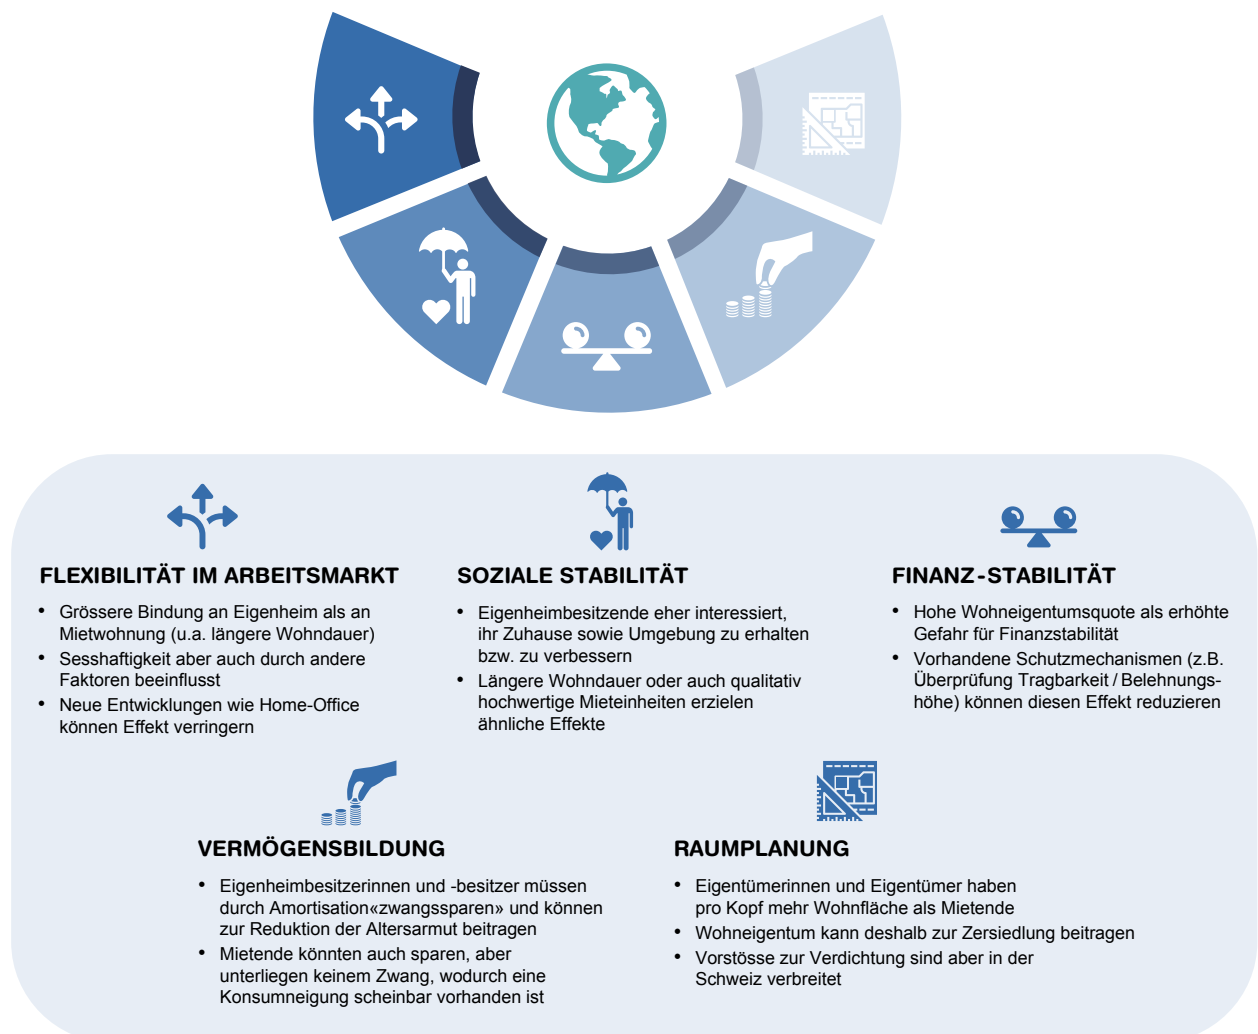 FLEXIBILITÄT IM ARBEITSMARKT
• Grössere Bindung an Eigenheim als an
Mietwohnung (u.a. längere Wohndauer)
• Sesshaftigkeit aber auch durch andere
Faktoren beeinflusst
• Neue Entwicklungen wie Home-Office
können Effekt verringern
SOZIALE STABILITÄT
• Eigenheimbesitzende eher interessiert,
ihr Zuhause sowie Umgebung zu erhalten
bzw. zu verbessern
• Längere Wohndauer oder auch qualitativ
hochwertige Mieteinheiten erzielen
ähnliche Effekte
FINANZ-STABILITÄT
• Hohe Wohneigentumsquote als erhöhte
Gefahr für Finanzstabilität
• Vorhandene Schutzmechanismen (z.B.
Überprüfung Tragbarkeit / Belehnungs-
höhe) können diesen Effekt reduzieren
VERMÖGENSBILDUNG
• Eigenheimbesitzerinnen und -besitzer müssen
durch Amortisation«zwangssparen» und können
zur Reduktion der Altersarmut beitragen
• Mietende könnten auch sparen, aber
unterliegen keinem Zwang, wodurch eine
Konsumneigung scheinbar vorhanden ist
RAUMPLANUNG
• Eigentümerinnen und Eigentümer haben
pro Kopf mehr Wohnfläche als Mietende
• Wohneigentum kann deshalb zur Zersiedlung beitragen
• Vorstösse zur Verdichtung sind aber in der
Schweiz verbreitet